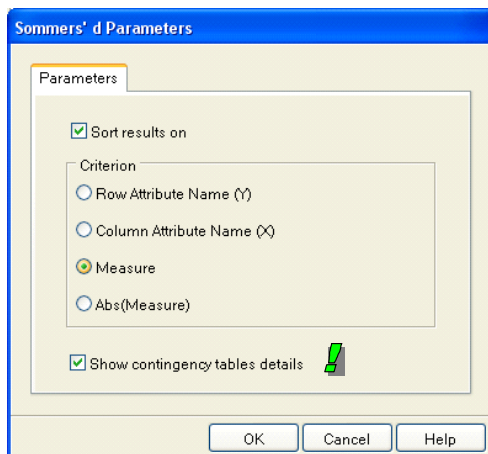 Sommers' d Parameters
Parameters
Sort results on
Criterion
Row Attribute Name (Y)
Column Attribute Name (X)
Measure
Abs(Measure)
Show contingency tables details
OK Cancel Help